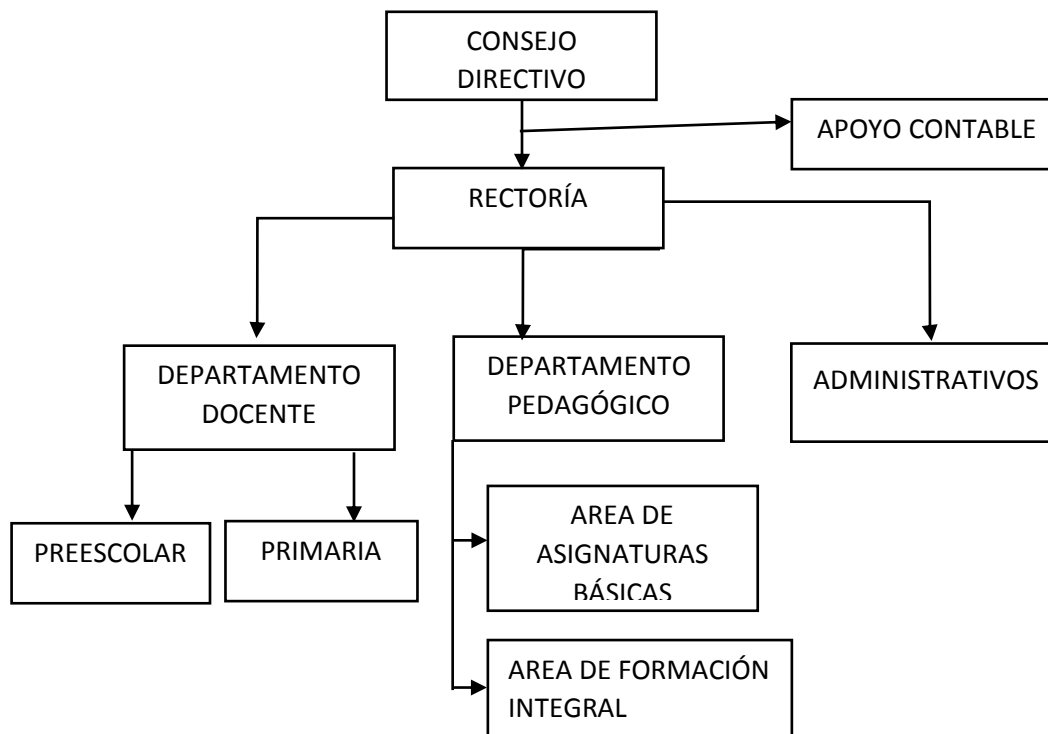 CONSEJO
DIRECTIVO
APOYO CONTABLE
RECTORÍA
DEPARTAMENTO
DOCENTE
DEPARTAMENTO
PEDAGÓGICO
ADMINISTRATIVOS
PREESCOLAR
PRIMARIA
AREA DE
ASIGNATURAS
BÁSICAS
AREA DE FORMACIÓN
INTEGRAL